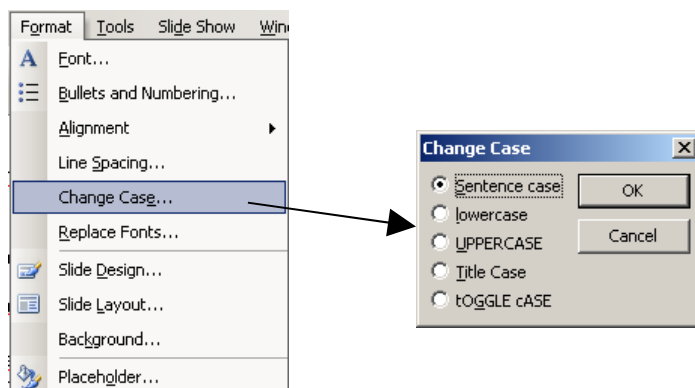 Format Tools Slide Show
Font...
Bullets and Numbering...
Alignment
Line Spacing...
Change Case...
Replace Fonts...
Slide Design...
Slide Layout...
Background...
Placeholder...
Change Case
Sentence case
lowercase
UPPERCASE
Title Case
tOGGLE cASE
OK
Cancel